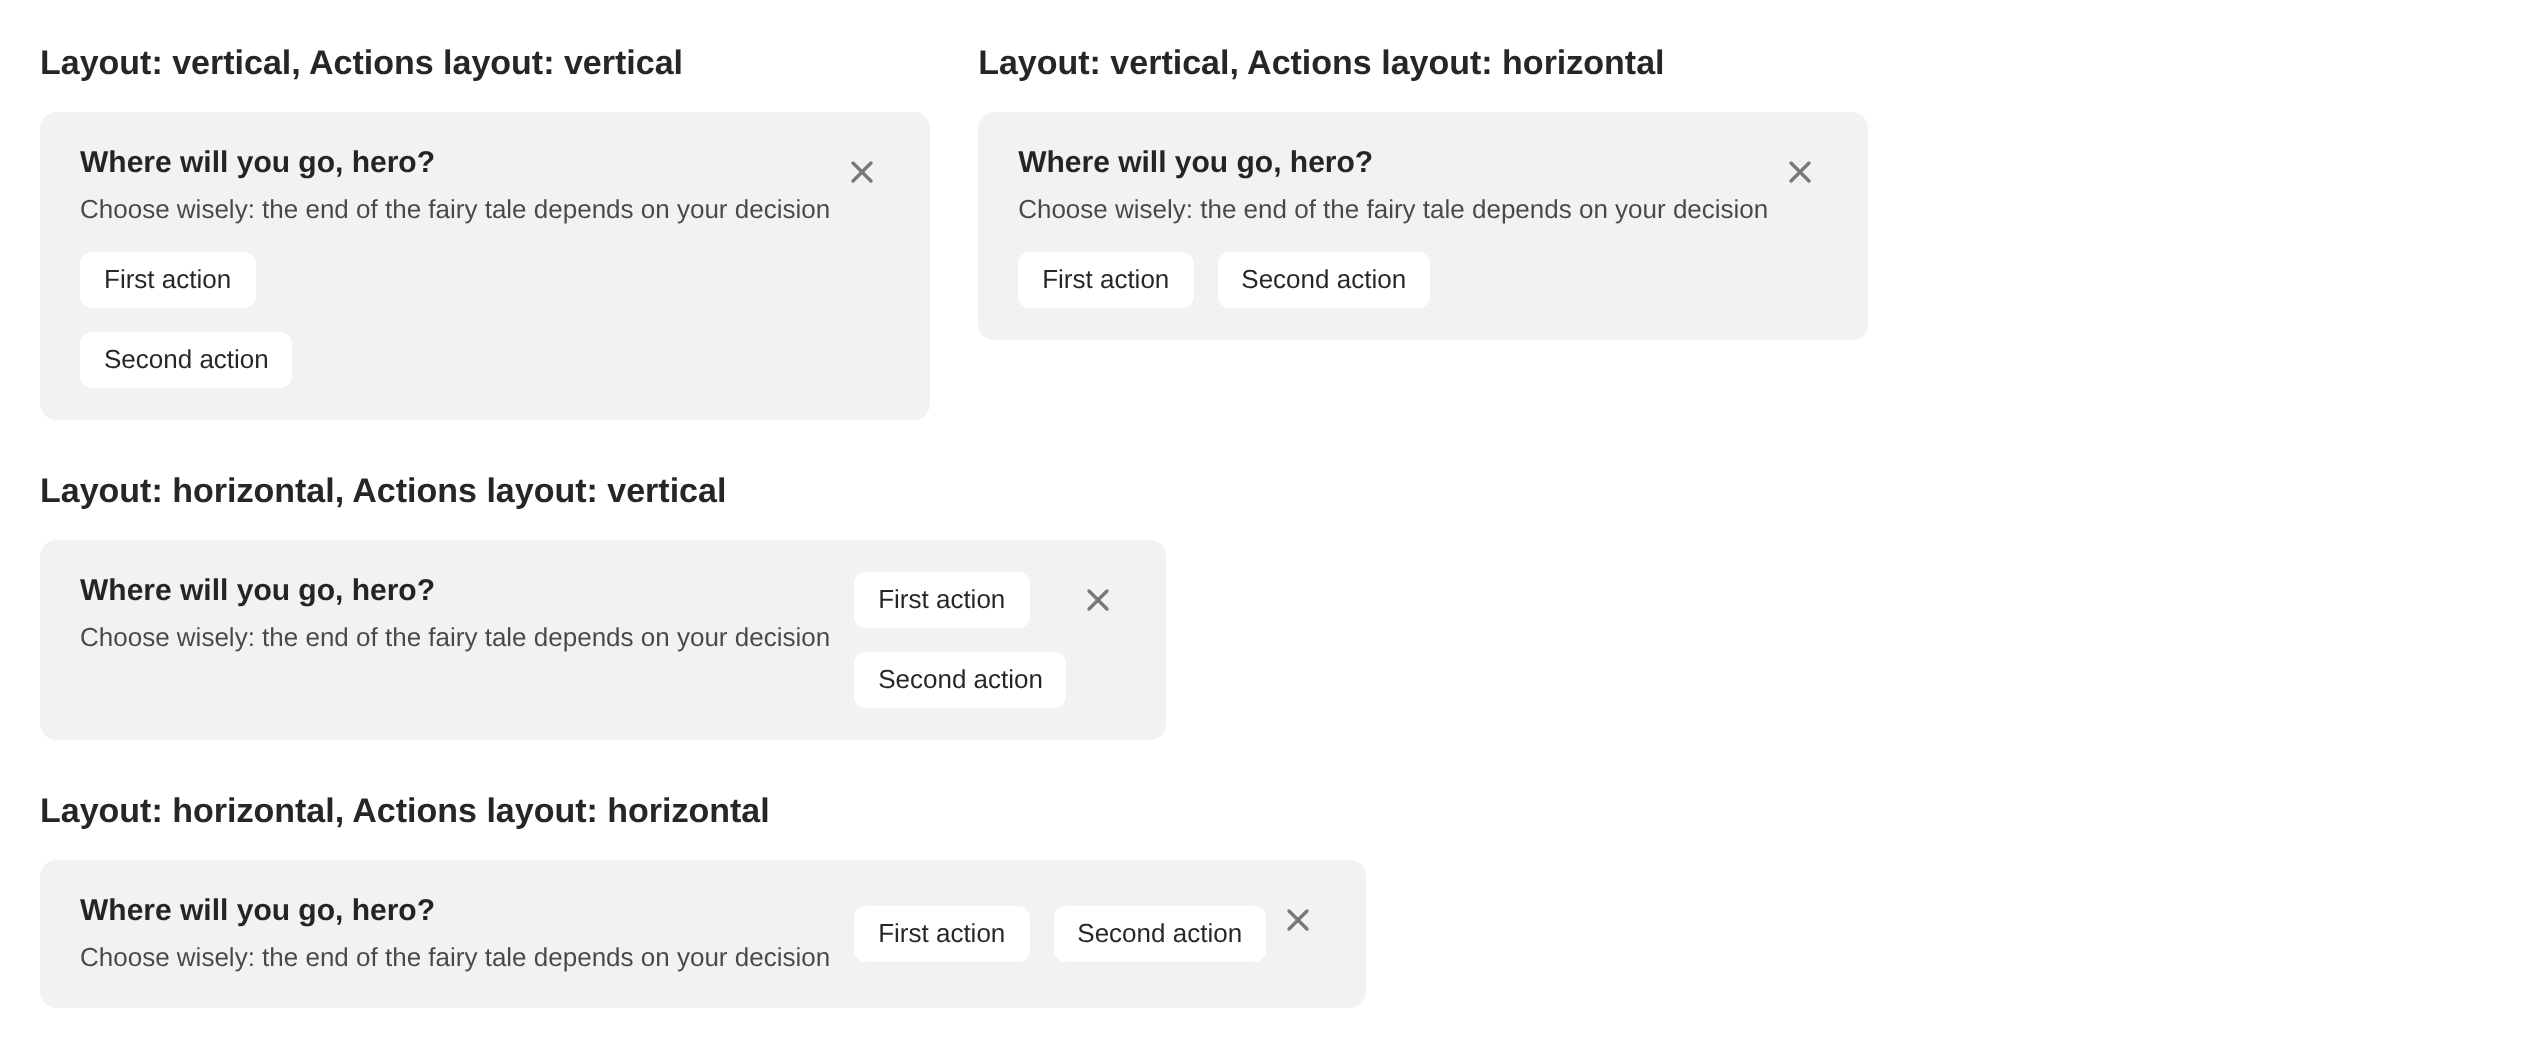 Layout: vertical, Actions layout: vertical
Where will you go, hero?
Choose wisely: the end of the fairy tale depends on your decision
First action
Second action
Layout: vertical, Actions layout: horizontal
Where will you go, hero?
Choose wisely: the end of the fairy tale depends on your decision
First action Second action
Layout: horizontal, Actions layout: vertical
Where will you go, hero?
Choose wisely: the end of the fairy tale depends on your decision
First action
Second action
Layout: horizontal, Actions layout: horizontal
Where will you go, hero?
Choose wisely: the end of the fairy tale depends on your decision
First action Second action